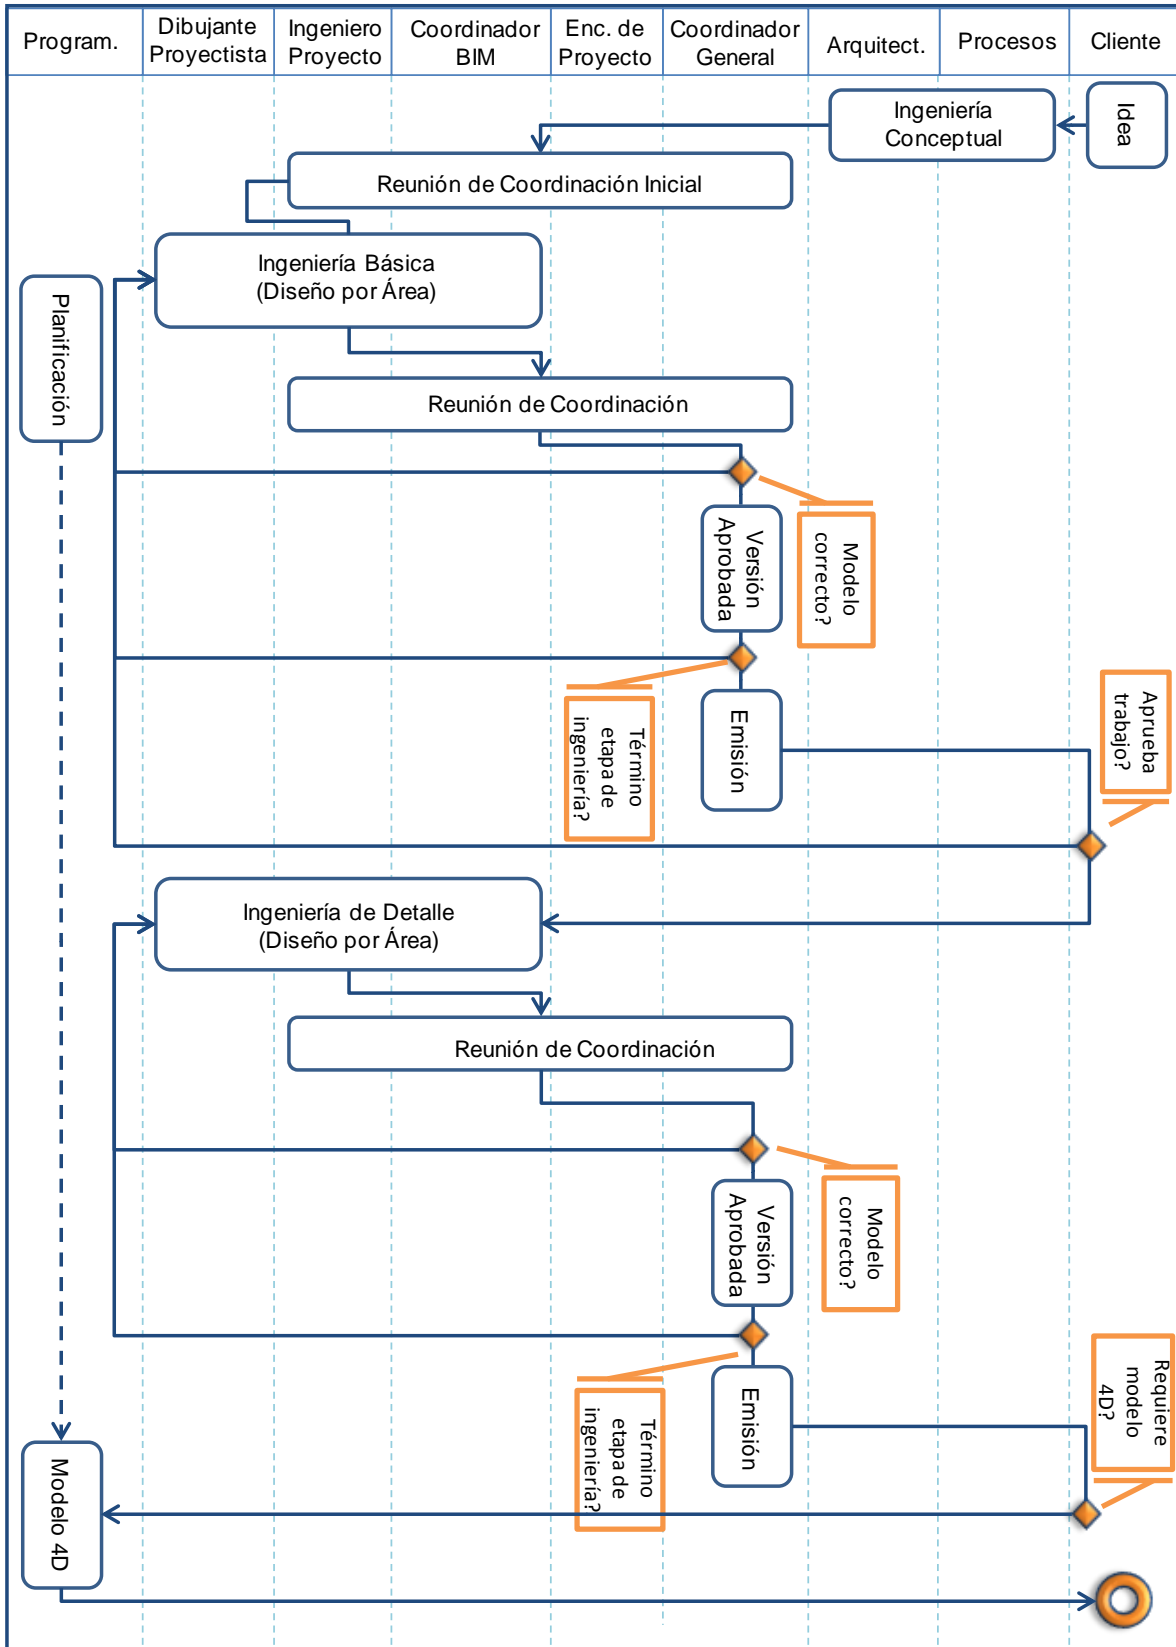 Program.
Dibujante
Proyectista
Ingeniero
Proyecto
Coordinador
BIM
Enc. de
Proyecto
Coordinador
General
Arquitect.
Procesos
Cliente
Idea
Ingeniería
Conceptual
Reunión de Coordinación Inicial
Ingeniería Básica
(Diseño por Área)
Planificación
Reunión de Coordinación
Modelo
correcto?
Versión
Aprobada
Término
etapa de
ingeniería?
Emisión
Aprueba
trabajo?
Ingeniería de Detalle
(Diseño por Área)
Reunión de Coordinación
Modelo
correcto?
Versión
Aprobada
Término
etapa de
ingeniería?
Emisión
Requiere
modelo
4D?
Modelo 4D